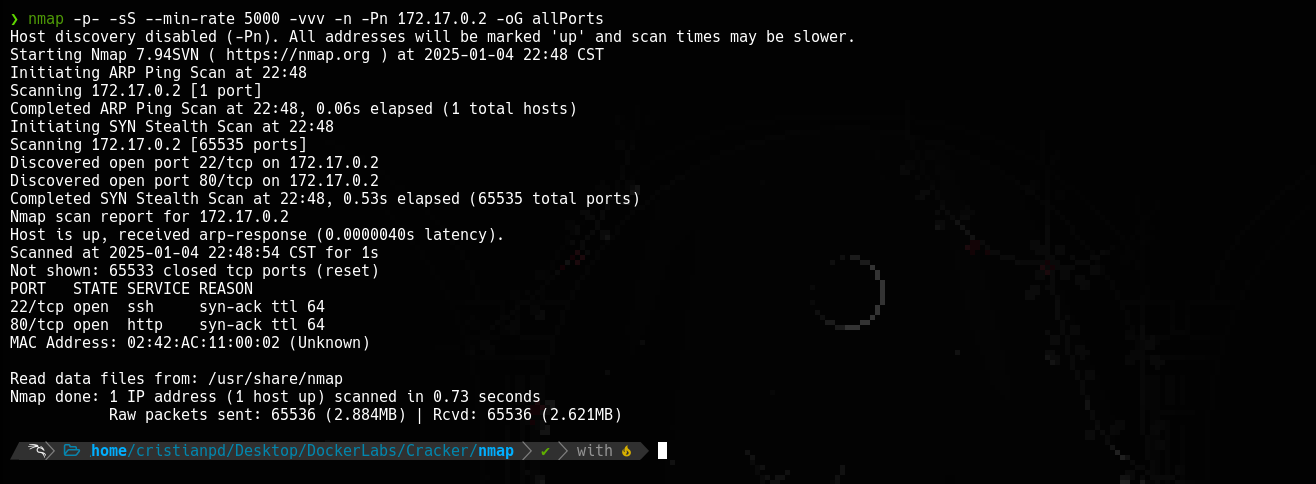 ❯ nmap -p- -sS --min-rate 5000 -vvv -n -Pn 172.17.0.2 -oG allPorts
Host discovery disabled (-Pn). All addresses will be marked 'up' and scan times may be slower.
Starting Nmap 7.94SVN ( https://nmap.org ) at 2025-01-04 22:48 CST
Initiating ARP Ping Scan at 22:48
Scanning 172.17.0.2 [1 port]
Completed ARP Ping Scan at 22:48, 0.06s elapsed (1 total hosts)
Initiating SYN Stealth Scan at 22:48
Scanning 172.17.0.2 [65535 ports]
Discovered open port 22/tcp on 172.17.0.2
Discovered open port 80/tcp on 172.17.0.2
Completed SYN Stealth Scan at 22:48, 0.53s elapsed (65535 total ports)
Nmap scan report for 172.17.0.2
Host is up, received arp-response (0.0000040s latency).
Scanned at 2025-01-04 22:48:54 CST for 1s
Not shown: 65533 closed tcp ports (reset)
PORT   STATE SERVICE REASON
22/tcp open  ssh     syn-ack ttl 64
80/tcp open  http    syn-ack ttl 64
MAC Address: 02:42:AC:11:00:02 (Unknown)
Read data files from: /usr/share/nmap
Nmap done: 1 IP address (1 host up) scanned in 0.73 seconds
           Raw packets sent: 65536 (2.884MB) | Rcvd: 65536 (2.621MB)
/home/cristianpd/Desktop/DockerLabs/Cracker/nmap ✔ with